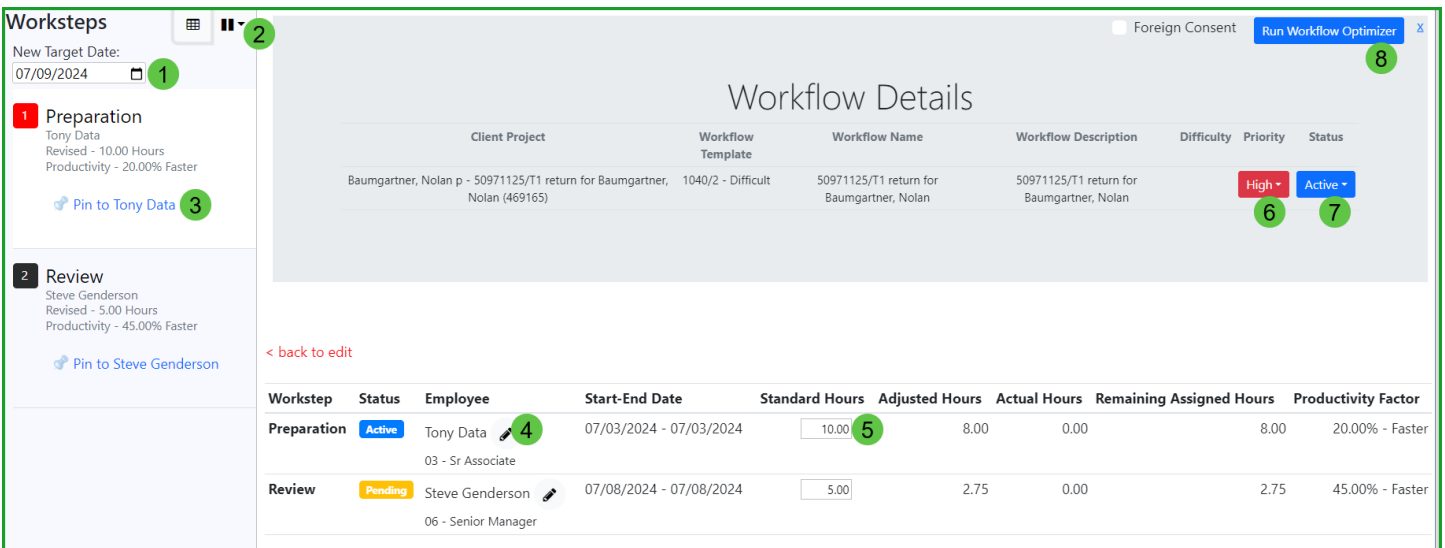 Worksteps
2
New Target Date:
07/09/2024
1
1 Preparation
Tony Data
Revised - 10.00 Hours
Productivity - 20.00% Faster
Pin to Tony Data 3
2 Review
Steve Genderson
Revised - 5.00 Hours
Productivity - 45.00% Faster
Pin to Steve Genderson
Foreign Consent Run Workflow Optimizer x
8
Workflow Details
Client Project Workflow Template Workflow Name Workflow Description Difficulty Priority Status
Baumgartner, Nolan p - 50971125/T1 return for Baumgartner, Nolan (469165) 1040/2 - Difficult 50971125/T1 return for Baumgartner, Nolan 50971125/T1 return for Baumgartner, Nolan High Active
6 7
< back to edit
Workstep Status Employee Start-End Date Standard Hours Adjusted Hours Actual Hours Remaining Assigned Hours Productivity Factor
Preparation Active Tony Data 4 07/03/2024 - 07/03/2024 10.00 5 8.00 0.00 8.00 20.00% - Faster
03 - Sr Associate
Review Pending Steve Genderson 07/08/2024 - 07/08/2024 5.00 2.75 0.00 2.75 45.00% - Faster
06 - Senior Manager